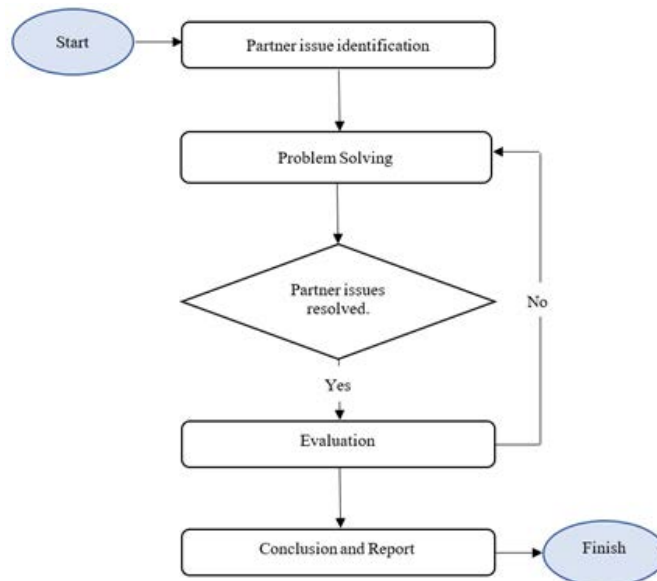 Start
Partner issue identification
Problem Solving
Partner issues
resolved.
No
Yes
Evaluation
Conclusion and Report
Finish